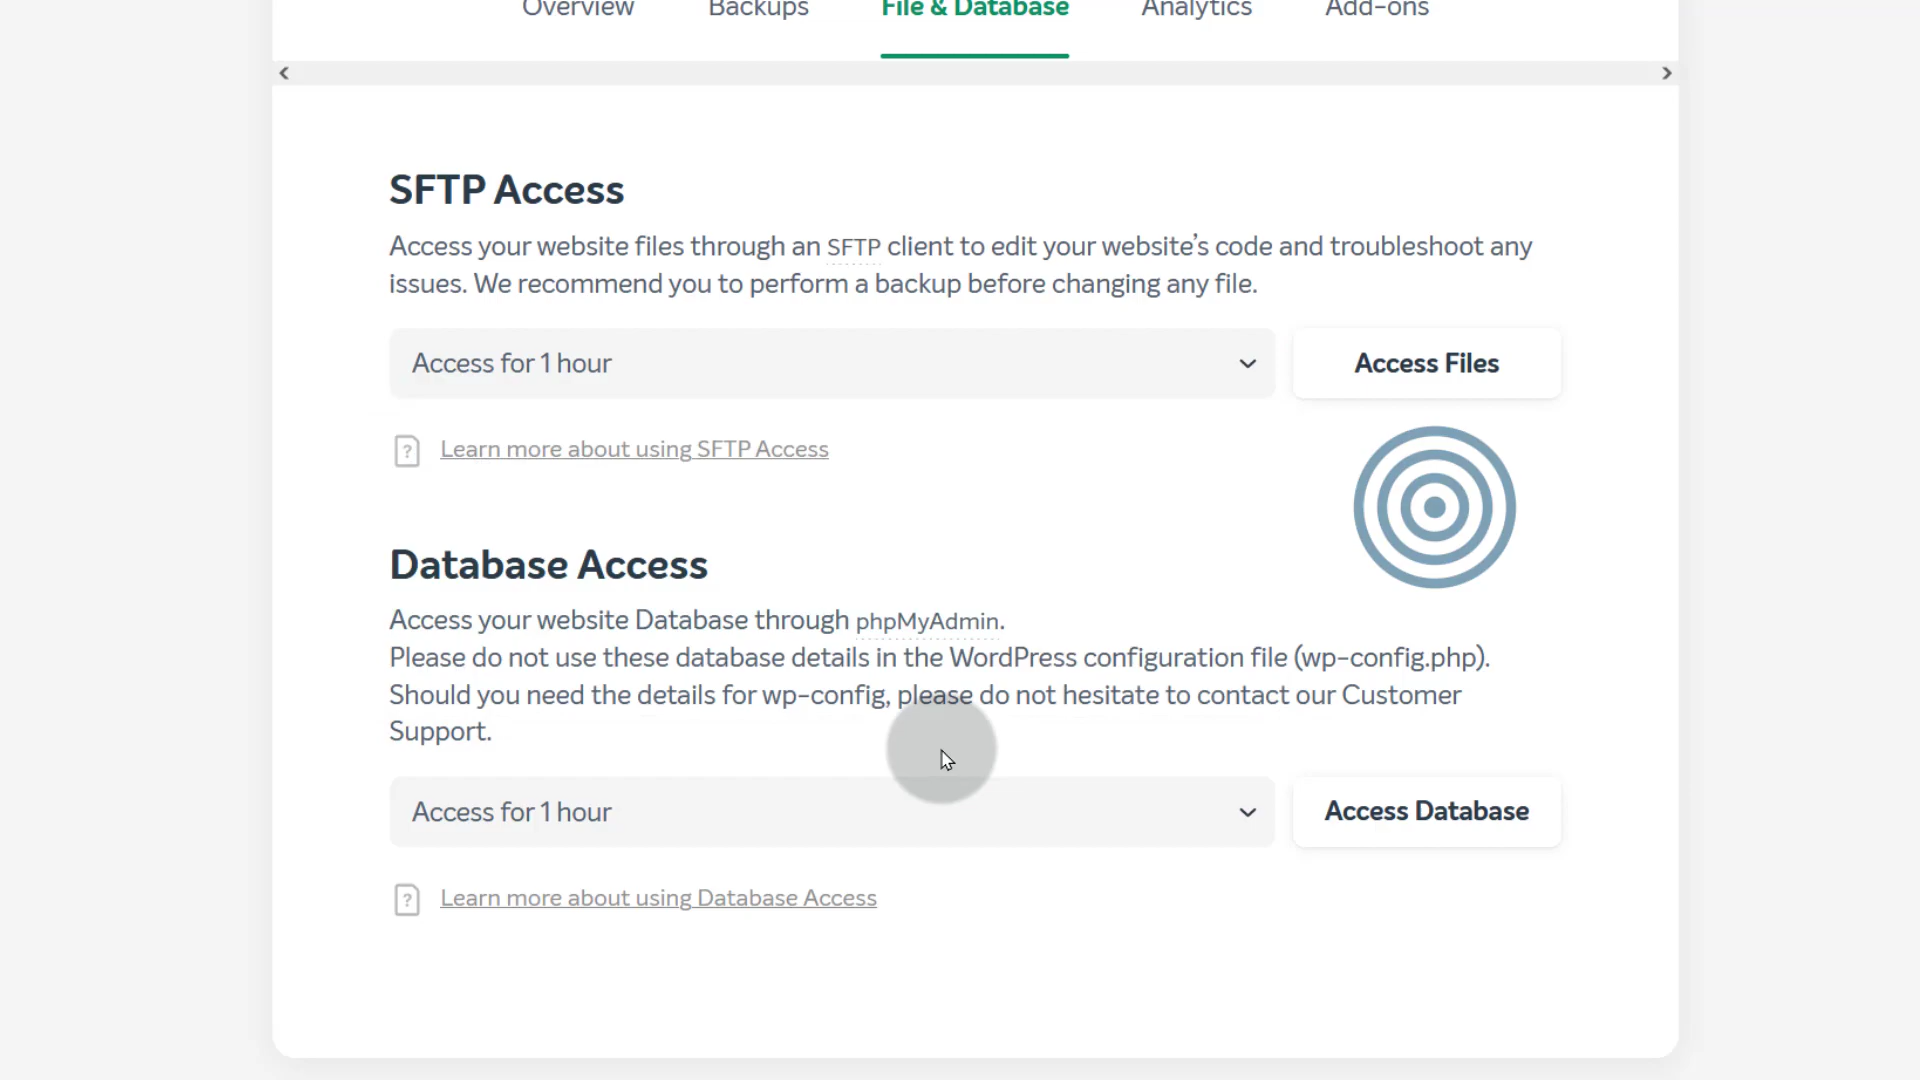 Overview Backups File & Database Analytics Add-ons
SFTP Access
Access your website files through an SFTP client to edit your website's code and troubleshoot any
issues. We recommend you to perform a backup before changing any file.
Access for 1 hour
Access Files
? Learn more about using SFTP Access
Database Access
Access your website Database through phpMyAdmin.
Please do not use these database details in the WordPress configuration file (wp-config.php).
Should you need the details for wp-config, please do not hesitate to contact our Customer
Support.
Access for 1 hour
Access Database
? Learn more about using Database Access